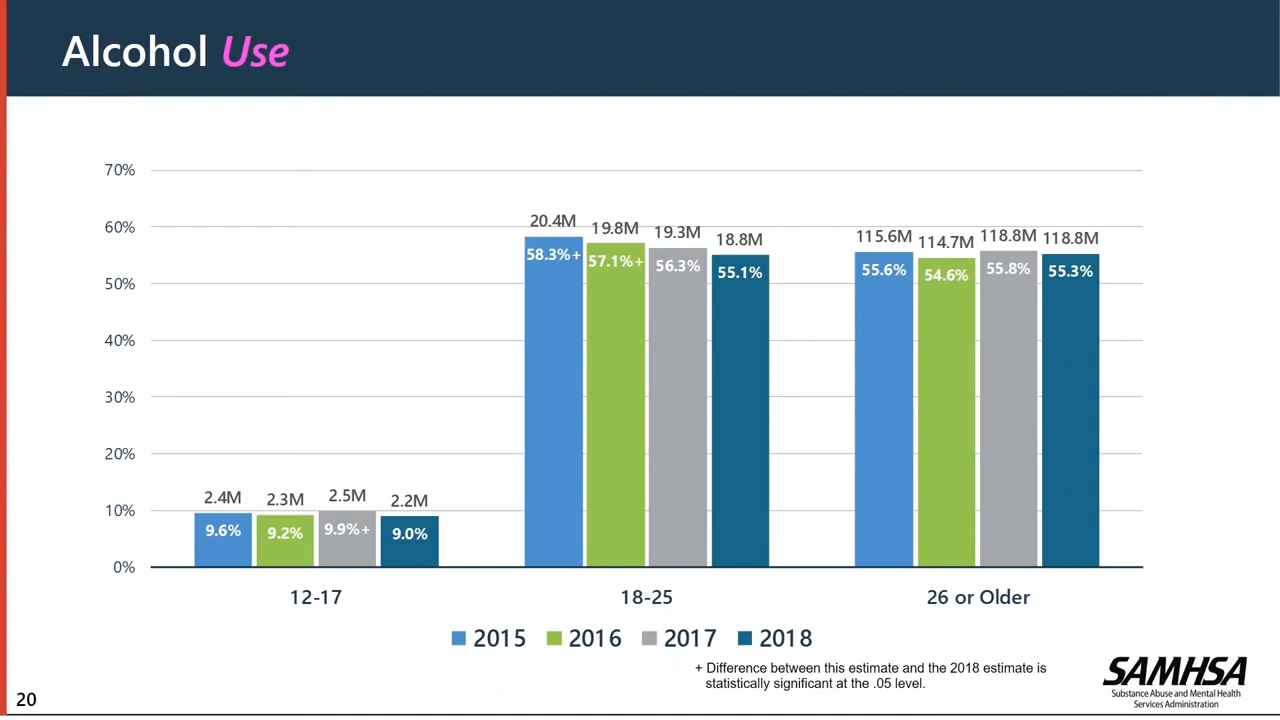 Alcohol Use
70%
60%
50%
40%
30%
20%
10%
0%
2.4M
9.6%
2.3M
9.2%
2.5M
9.9%+
2.2M
9.0%
20.4M
58.3%+
19.8M
57.1%+
19.3M
56.3%
18.8M
55.1%
115.6M
55.6%
114.7M
54.6%
118.8M
55.8%
118.8M
55.3%
12-17
18-25
26 or Older
2015 2016 2017 2018
+ Difference between this estimate and the 2018 estimate is
statistically significant at the .05 level.
SAMHSA
Substance Abuse and Mental Health
Services Administration
20